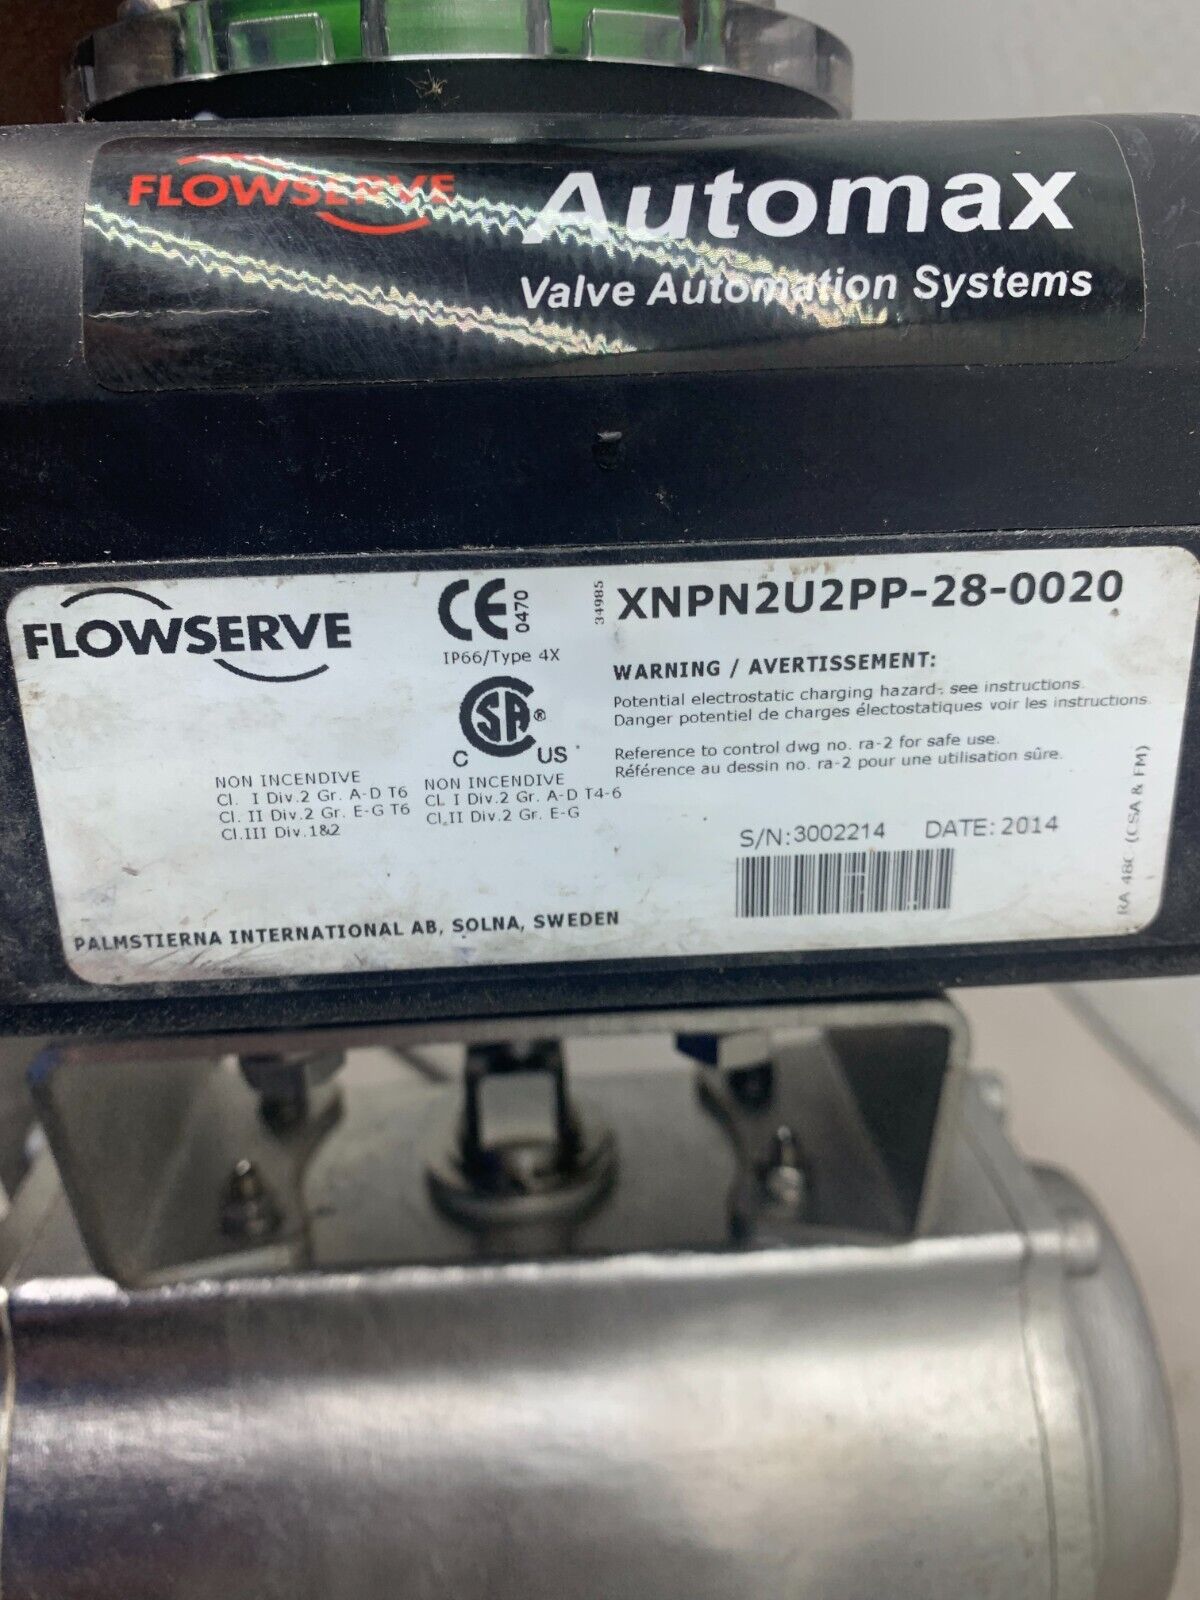 FLOWSERVE
Automax
Valve Automation Systems
FLOWSERVE
CE 0470
IP66/Type 4X
34985
XNPN2U2PP-28-0020
WARNING / AVERTISSEMENT:
Potential electrostatic charging hazard- see instructions.
Danger potentiel de charges électostatiques voir les instructions.
Reference to control dwg no. ra-2 for safe use.
Référence au dessin no. ra-2 pour une utilisation sûre.
C SA ® US
NON INCENDIVE
Cl. I Div.2 Gr. A-D T6
Cl. II Div.2 Gr. E-G T6
Cl.III Div.1&2
NON INCENDIVE
CL I Div.2 Gr. A-D T4-6
Cl.II Div.2 Gr. E-G
S/N:3002214 DATE: 2014
RA 48C (CSA & FM)
PALMSTIERNA INTERNATIONAL AB, SOLNA, SWEDEN